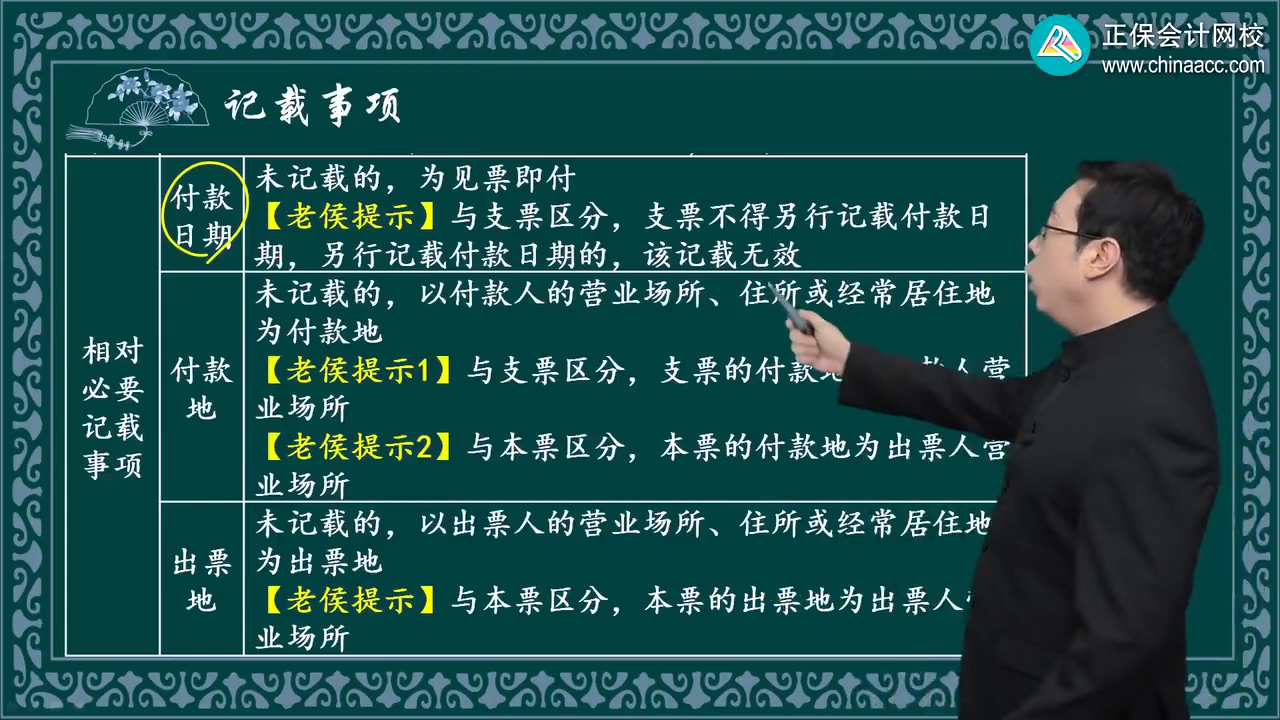 正保会计网校
www.chinaacc.com
记载事项
相对
必要
记载
事项
付款
日期
未记载的，为见票即付
【老侯提示】与支票区分，支票不得另行记载付款日
期，另行记载付款日期的，该记载无效
付款
地
未记载的，以付款人的营业场所、住所或经常居住地
为付款地
【老侯提示1】与支票区分，支票的付款地 款人营
业场所
【老侯提示2】与本票区分，本票的付款地为出票人营
业场所
出票
地
未记载的，以出票人的营业场所、住所或经常居住地
为出票地
【老侯提示】与本票区分，本票的出票地为出票人
业场所